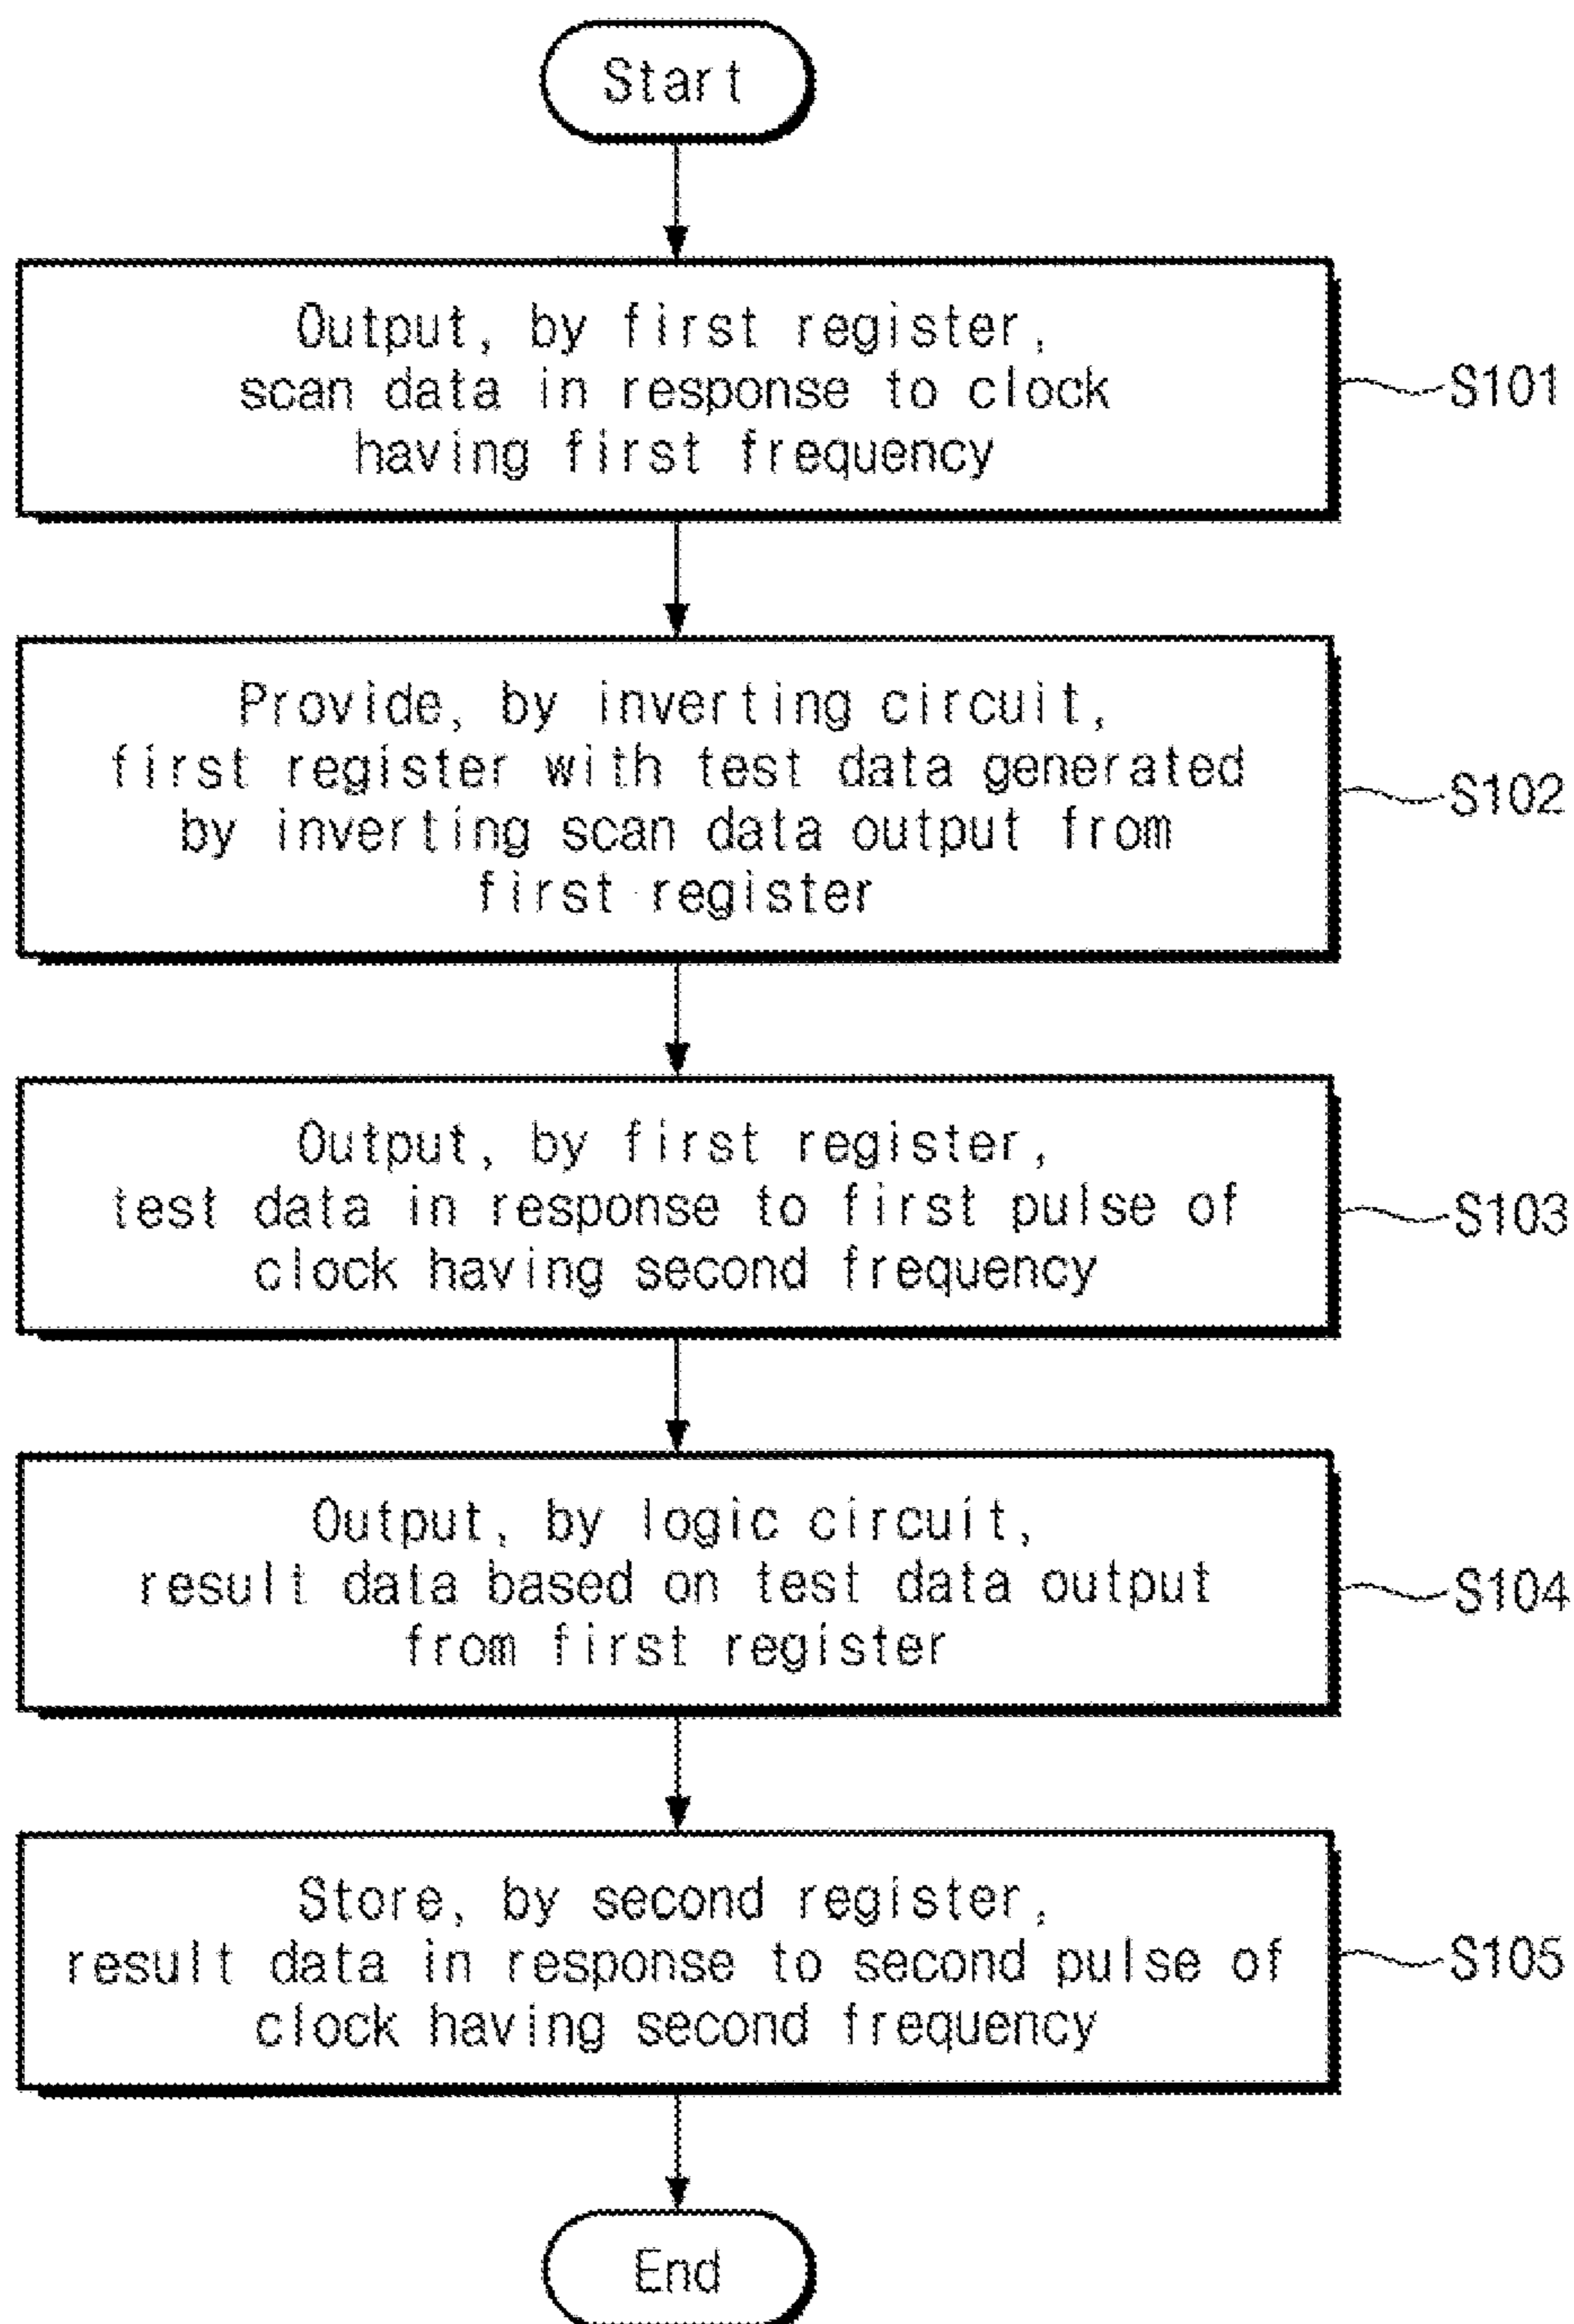 Start
Output, by first register,
scan data in response to clock
having first frequency
S101
Provide, by inverting circuit,
first register with test data generated
by inverting scan data output from
first register
S102
Output, by first register,
test data in response to first pulse of
clock having second frequency
S103
Output, by logic circuit,
result data based on test data output
from first register
S104
Store, by second register,
result data in response to second pulse of
clock having second frequency
S105
End